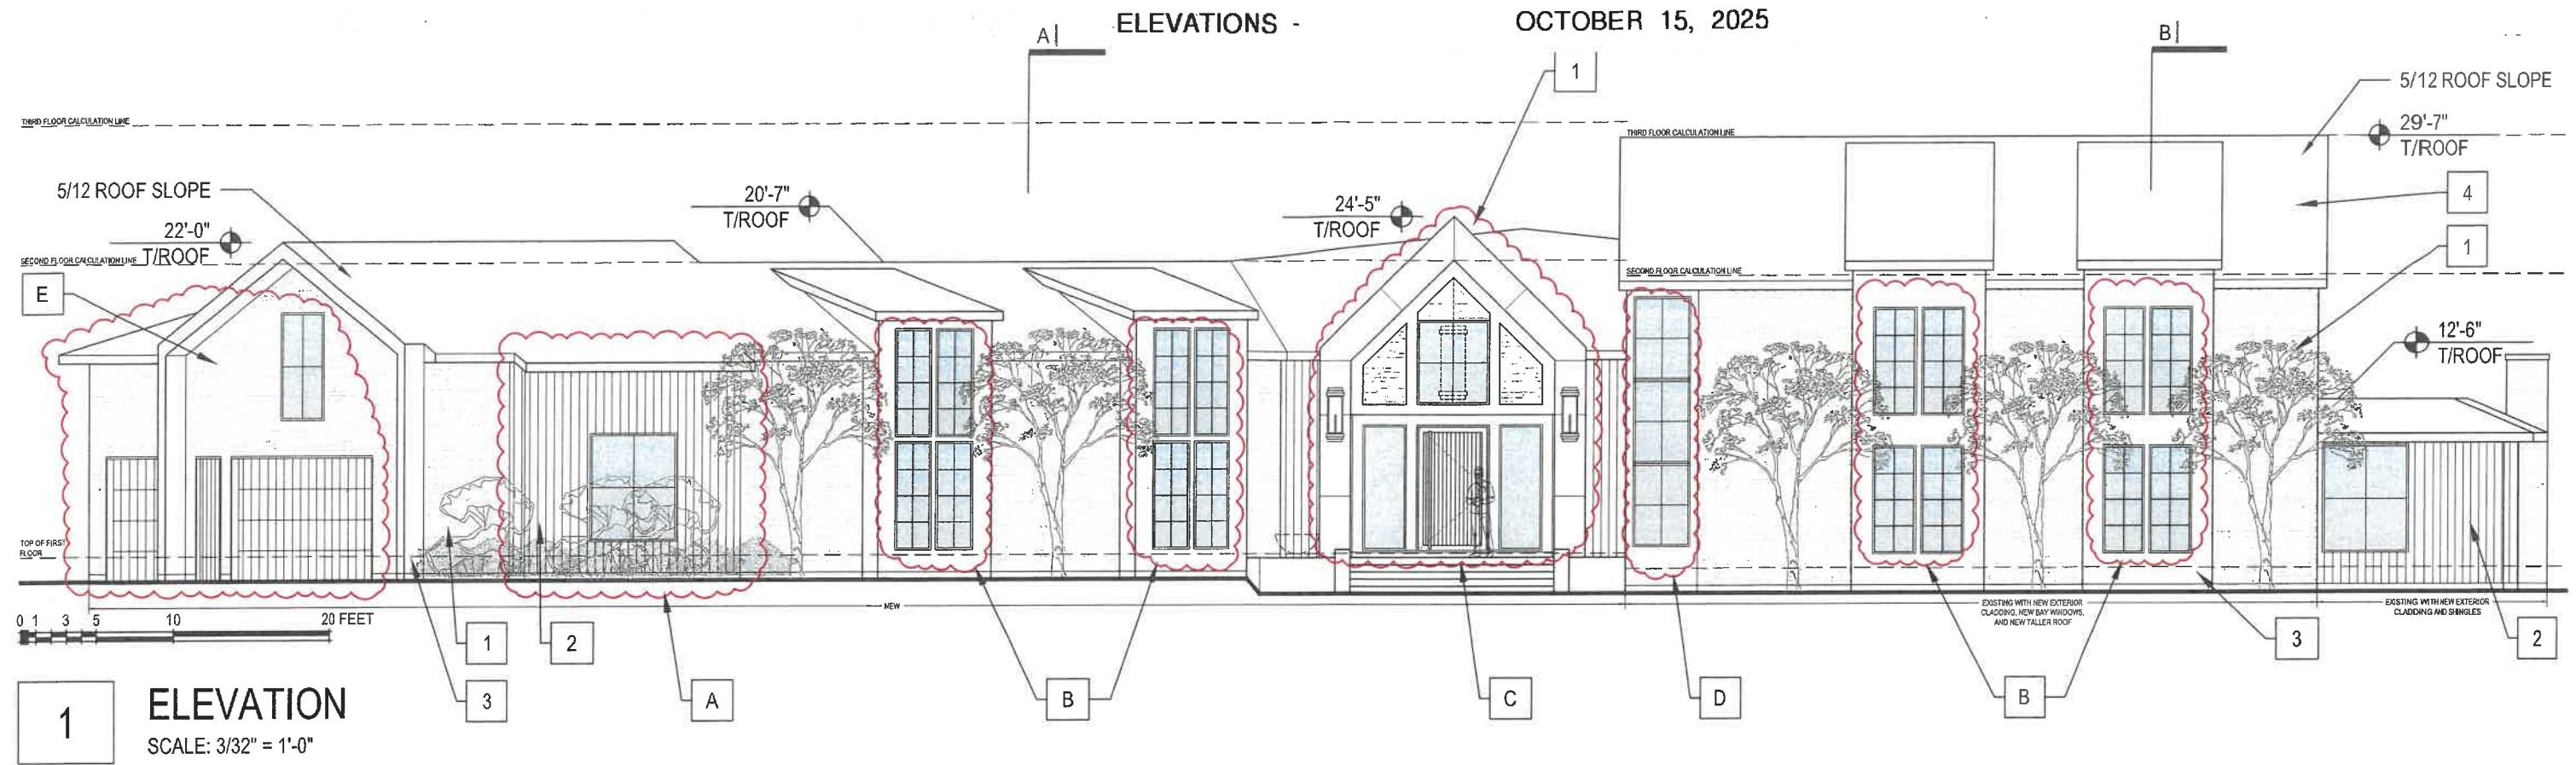 ELEVATIONS -
OCTOBER 15, 2025
A
B
1
5/12 ROOF SLOPE
THIRD FLOOR CALCULATION LINE
THIRD FLOOR CALCULATION LINE
29'-7"
T/ROOF
5/12 ROOF SLOPE
20'-7"
T/ROOF
24'-5"
T/ROOF
4
22'-0"
T/ROOF
1
SECOND FLOOR CALCULATION LINE
SECOND FLOOR CALCULATION LINE
E
12'-6"
T/ROOF
TOP OF FIRST
FLOOR
NEW
EXISTING WITH NEW EXTERIOR
CLADDING, NEW BAY WINDOWS,
AND NEW TALLER ROOF
EXISTING WITH NEW EXTERIOR
CLADDING AND SHINGLES
0 1 3 5 10 20 FEET
1
2
3
2
3
A
B
C
D
B
1
ELEVATION
SCALE: 3/32" = 1'-0"